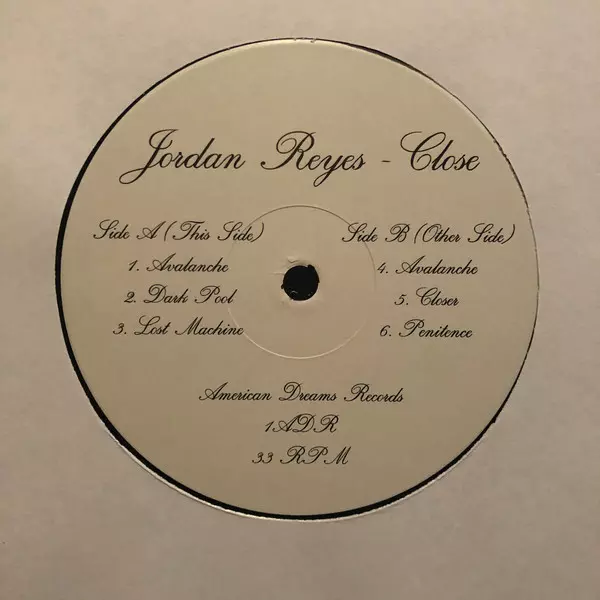 Jordan Reyes - Close
Side A (This Side)
1. Avalanche
2. Dark Pool
3. Lost Machine
Side B (Other Side)
4. Avalanche
5. Closer
6. Penitence
American Dreams Records
1ADR
33 RPM